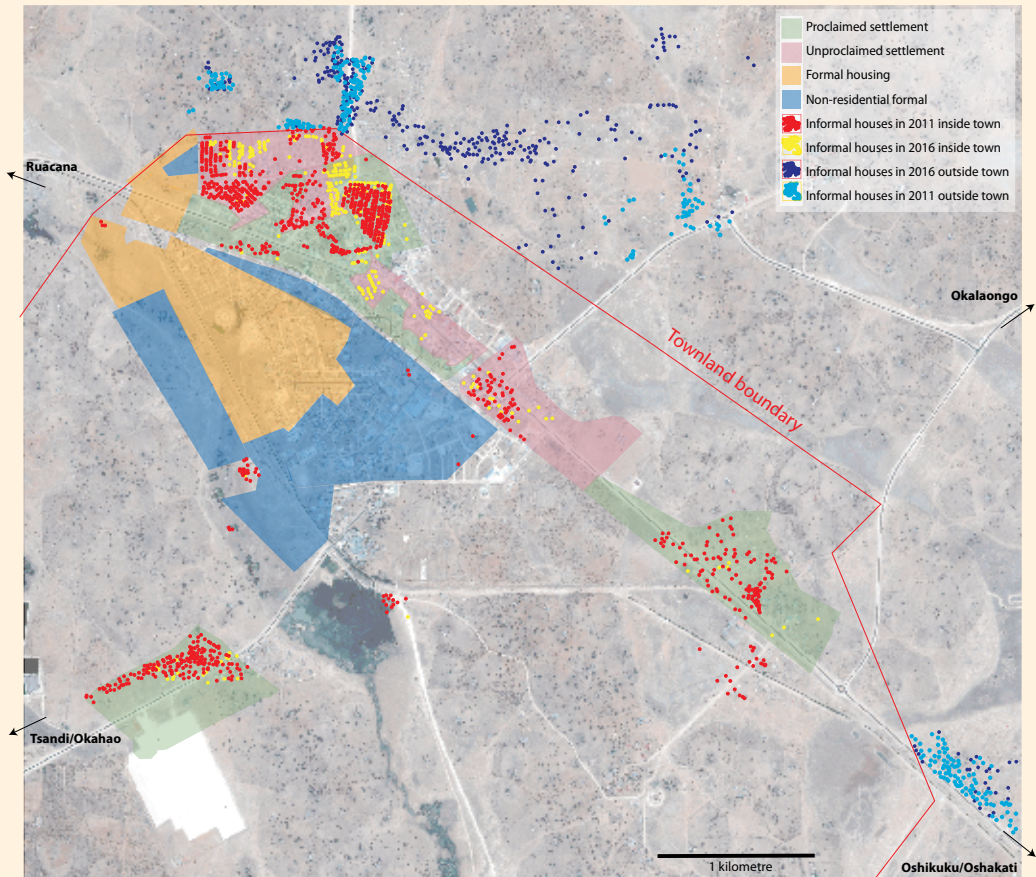 Proclaimed settlement
Unproclaimed settlement
Formal housing
Non-residential formal
Informal houses in 2011 inside town
Informal houses in 2016 inside town
Informal houses in 2016 outside town
Informal houses in 2011 outside town
Ruacana
Okalaongo
Townland boundary
Tsandi/Okahao
1 kilometre
Oshikuku/Oshakati